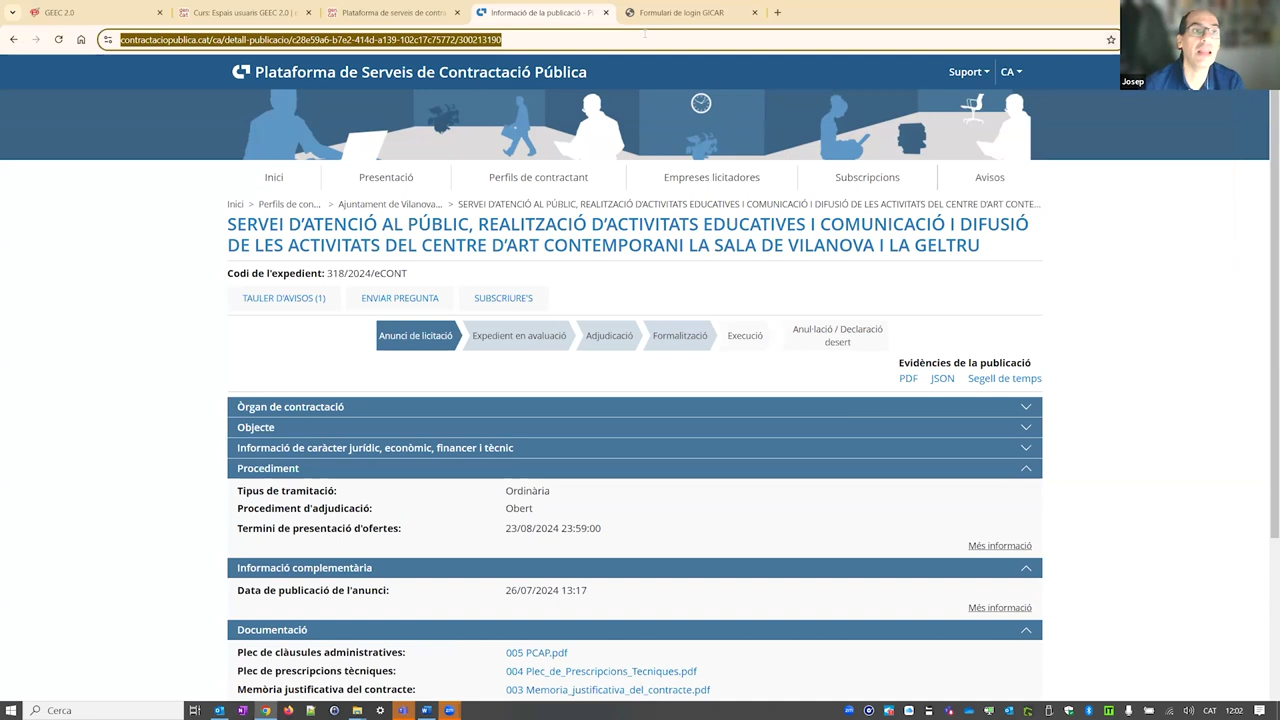 GEEC 2.0
Curs: Espais usuaris GEEC 2.0 | e
Plataforma de serveis de contra
Informació de la publicació - Pl
Formulari de login GICAR
contractaciopublica.cat/ca/detall-publicacio/c28e59a6-b7e2-414d-a139-102c17c75772/300213190
Josep
Plataforma de Serveis de Contractació Pública
Suport
CA
Inici
Presentació
Perfils de contractant
Empreses licitadores
Subscripcions
Avisos
Inici > Perfils de con... > Ajuntament de Vilanova... > SERVEI D'ATENCIÓ AL PÚBLIC, REALITZACIÓ D'ACTIVITATS EDUCATIVES I COMUNICACIÓ I DIFUSIÓ DE LES ACTIVITATS DEL CENTRE D'ART CONTE...
SERVEI D'ATENCIÓ AL PÚBLIC, REALITZACIÓ D'ACTIVITATS EDUCATIVES I COMUNICACIÓ I DIFUSIÓ
DE LES ACTIVITATS DEL CENTRE D'ART CONTEMPORANI LA SALA DE VILANOVA I LA GELTRU
Codi de l'expedient: 318/2024/eCONT
TAULER D'AVISOS (1)
ENVIAR PREGUNTA
SUBSCRIURE'S
Anunci de licitació
Expedient en avaluació
Adjudicació
Formalització
Execució
Anul·lació / Declaració
desert
Evidències de la publicació
PDF JSON Segell de temps
Òrgan de contractació
Objecte
Informació de caràcter jurídic, econòmic, financer i tècnic
Procediment
Tipus de tramitació: Ordinària
Procediment d'adjudicació: Obert
Termini de presentació d'ofertes: 23/08/2024 23:59:00
Més informació
Informació complementària
Data de publicació de l'anunci: 26/07/2024 13:17
Més informació
Documentació
Plec de clàusules administratives: 005 PCAP.pdf
Plec de prescripcions tècniques: 004 Plec_de_Prescripcions_Tecniques.pdf
Memòria justificativa del contracte: 003 Memoria_justificativa_del_contracte.pdf
Cerca
CAT
12:02